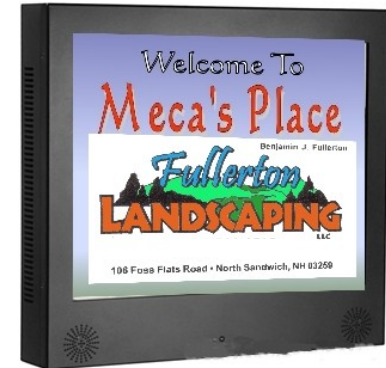 Welcome To
Meca's Place
Benjamin J. Fullerton
Fullerton
LANDSCAPING
LLC
106 Foss Flats Road • North Sandwich, NH 03259